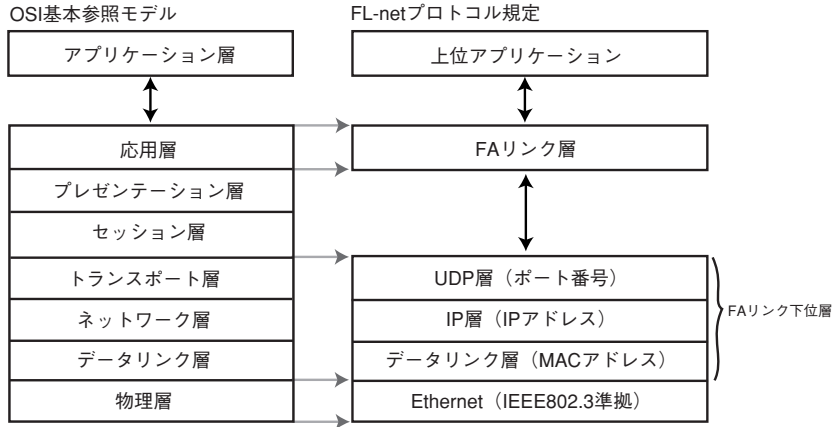 OSI基本参照モデル
アプリケーション層
応用層
プレゼンテーション層
セッション層
トランスポート層
ネットワーク層
データリンク層
物理層
FL-netプロトコル規定
上位アプリケーション
FAリンク層
UDP層（ポート番号）
IP層（IPアドレス）
データリンク層（MACアドレス）
Ethernet（IEEE802.3準拠）
FAリンク下位層